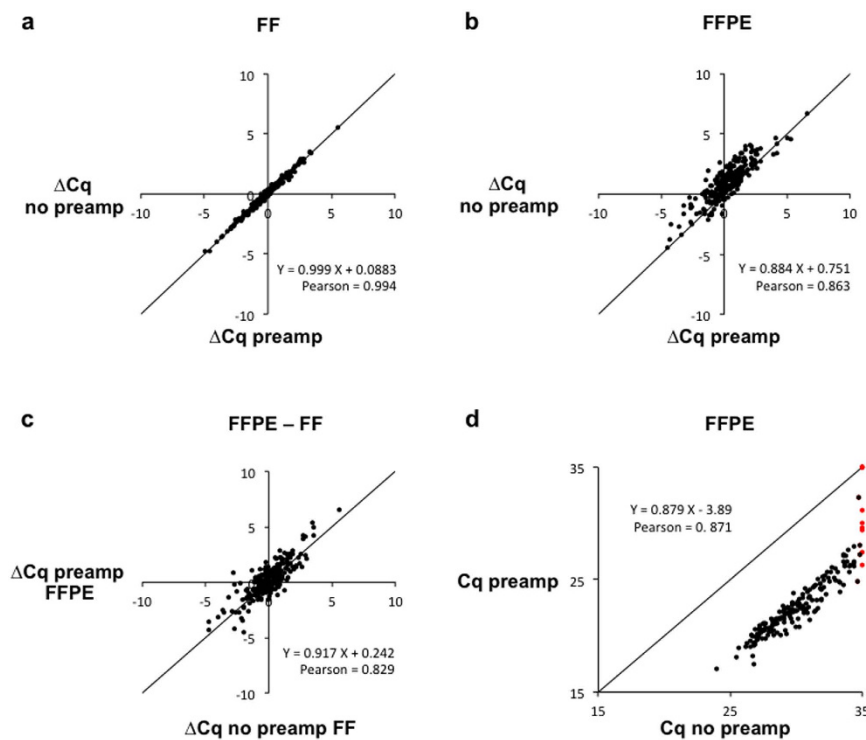 a
FF
10
5
-10
-5
0
0
5
10
-5
-10
ΔCq
no preamp
Y = 0.999 X + 0.0883
Pearson = 0.994
ΔCq preamp
b
FFPE
10
5
-10
-5
0
0
5
10
-5
-10
ΔCq
no preamp
Y = 0.884 X + 0.751
Pearson = 0.863
ΔCq preamp
c
FFPE – FF
10
5
-10
-5
0
0
5
10
-5
-10
ΔCq preamp
FFPE
Y = 0.917 X + 0.242
Pearson = 0.829
ΔCq no preamp FF
d
FFPE
35
25
15
Y = 0.879 X - 3.89
Pearson = 0. 871
Cq preamp
15
25
35
Cq no preamp